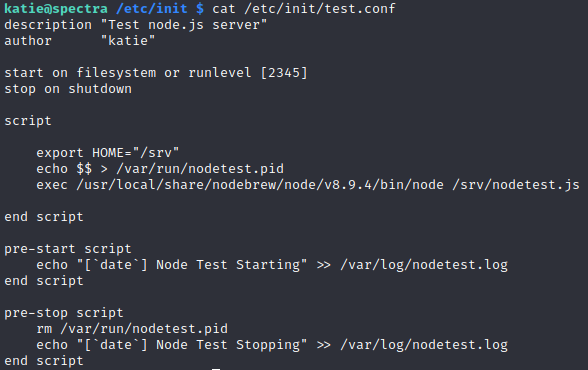 katie@spectra /etc/init $ cat /etc/init/test.conf
description "Test node.js server"
author      "katie"

start on filesystem or runlevel [2345]
stop on shutdown

script

    export HOME="/srv"
    echo $$ > /var/run/nodetest.pid
    exec /usr/local/share/nodebrew/node/v8.9.4/bin/node /srv/nodetest.js

end script

pre-start script
    echo "[`date`] Node Test Starting" >> /var/log/nodetest.log
end script

pre-stop script
    rm /var/run/nodetest.pid
    echo "[`date`] Node Test Stopping" >> /var/log/nodetest.log
end script